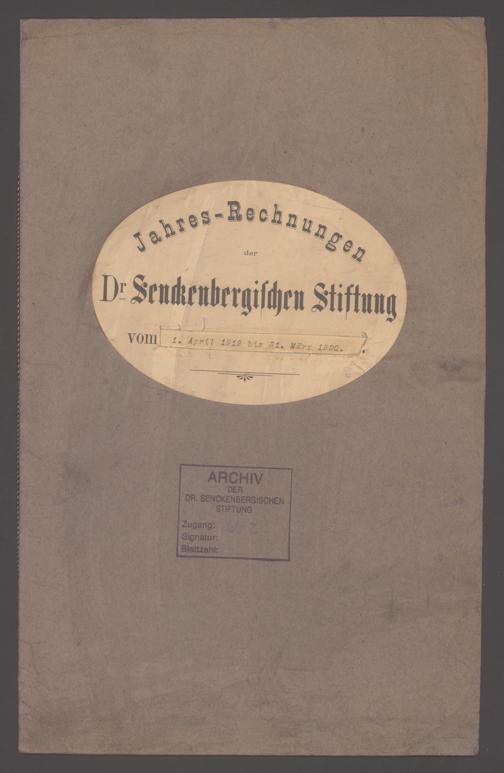 Jahres-Rechnungen
der
Dr Senckenbergischen Stiftung
vom 1. April 1919 bis 31. März 1920.
ARCHIV
DER
DR. SENCKENBERGISCHEN
STIFTUNG
Zugang:
Signatur:
Blattzahl: